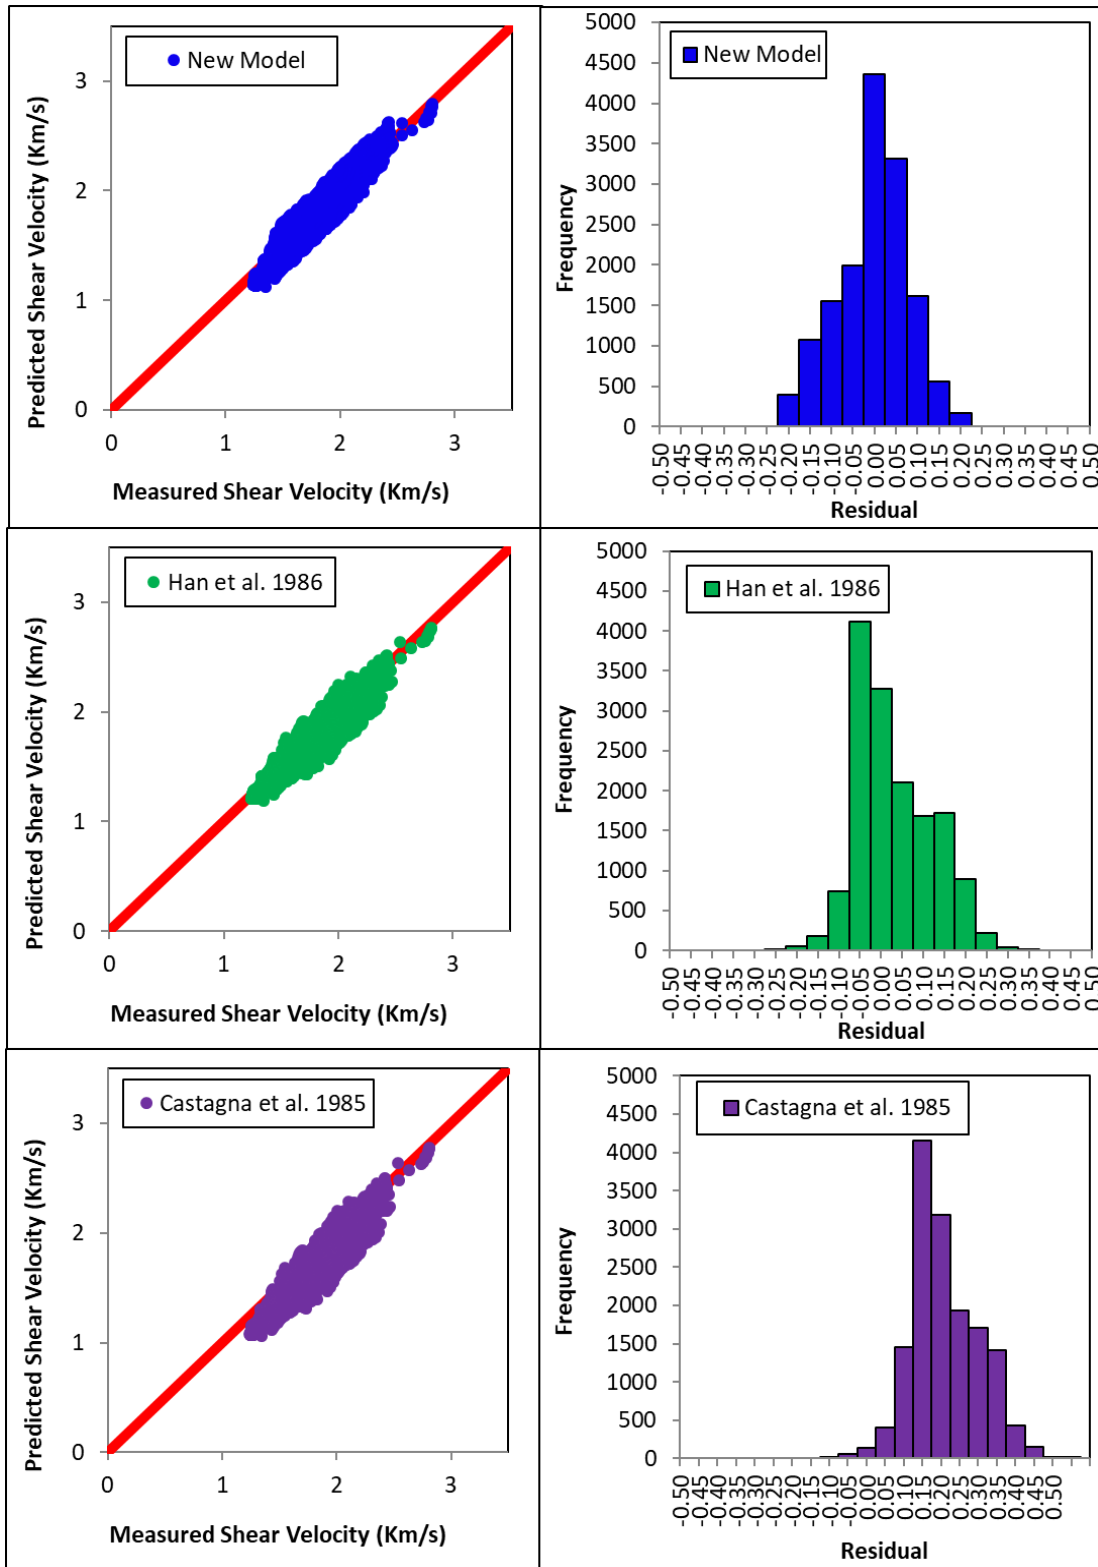 New Model
Predicted Shear Velocity (Km/s)
3
2
1
0
0 1 2 3
Measured Shear Velocity (Km/s)
New Model
Frequency
5000
4500
4000
3500
3000
2500
2000
1500
1000
500
0
-0.50 -0.45 -0.40 -0.35 -0.30 -0.25 -0.20 -0.15 -0.10 -0.05 0.00 0.05 0.10 0.15 0.20 0.25 0.30 0.35 0.40 0.45 0.50
Residual
Han et al. 1986
Predicted Shear Velocity (Km/s)
3
2
1
0
0 1 2 3
Measured Shear Velocity (Km/s)
Han et al. 1986
Frequency
5000
4500
4000
3500
3000
2500
2000
1500
1000
500
0
-0.50 -0.45 -0.40 -0.35 -0.30 -0.25 -0.20 -0.15 -0.10 -0.05 0.00 0.05 0.10 0.15 0.20 0.25 0.30 0.35 0.40 0.45 0.50
Residual
Castagna et al. 1985
Predicted Shear Velocity (Km/s)
3
2
1
0
0 1 2 3
Measured Shear Velocity (Km/s)
Castagna et al. 1985
Frequency
5000
4500
4000
3500
3000
2500
2000
1500
1000
500
0
-0.50 -0.45 -0.40 -0.35 -0.30 -0.25 -0.20 -0.15 -0.10 -0.05 0.00 0.05 0.10 0.15 0.20 0.25 0.30 0.35 0.40 0.45 0.50
Residual